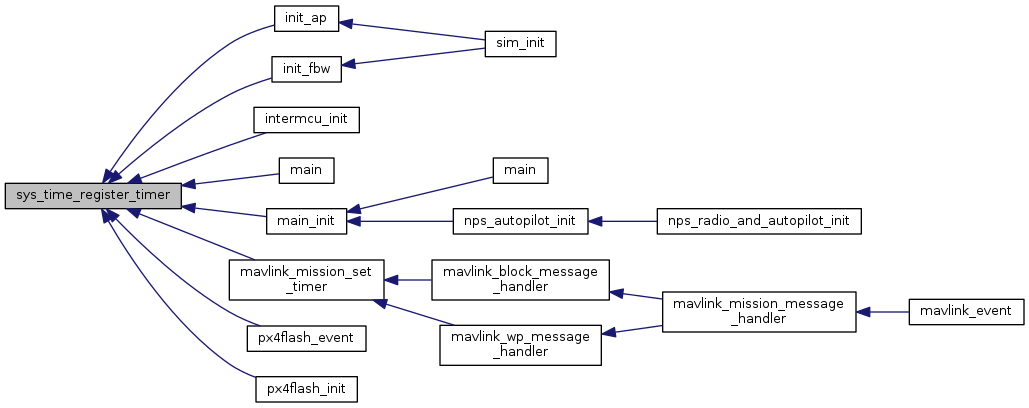 init_ap
sim_init
init_fbw
intermcu_init
main
main
sys_time_register_timer
main_init
nps_autopilot_init
nps_radio_and_autopilot_init
mavlink_mission_set
_timer
mavlink_block_message
_handler
mavlink_mission_message
_handler
mavlink_event
px4flash_event
mavlink_wp_message
_handler
px4flash_init